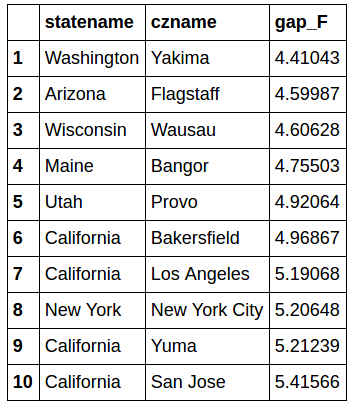 statename czname gap_F
1 Washington Yakima 4.41043
2 Arizona Flagstaff 4.59987
3 Wisconsin Wausau 4.60628
4 Maine Bangor 4.75503
5 Utah Provo 4.92064
6 California Bakersfield 4.96867
7 California Los Angeles 5.19068
8 New York New York City 5.20648
9 California Yuma 5.21239
10 California San Jose 5.41566